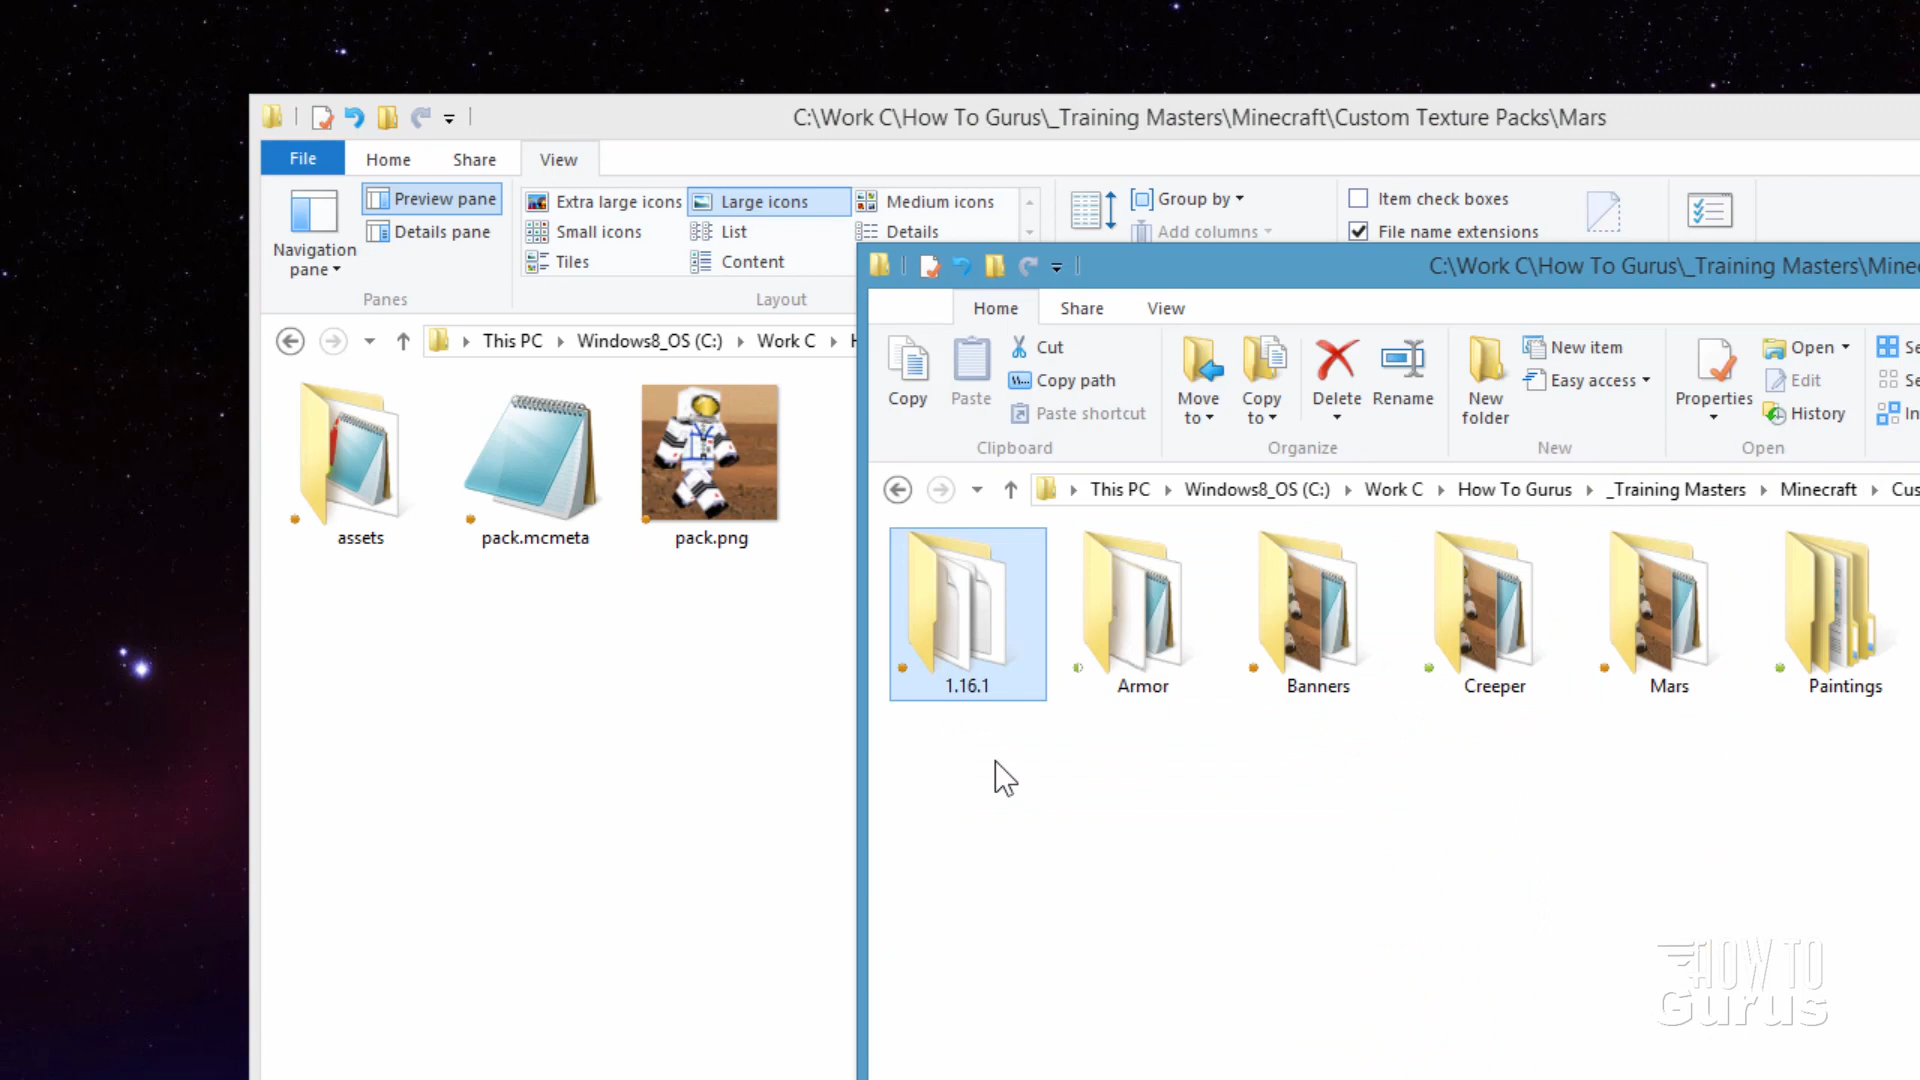 C:\Work C\How To Gurus\_Training Masters\Minecraft\Custom Texture Packs\Mars
File Home Share View
Navigation pane
Preview pane
Details pane
Panes
Extra large icons Large icons Medium icons
Small icons List Details
Tiles Content
Layout
Group by
Add columns
Item check boxes
File name extensions
This PC Windows8_OS (C:) Work C
assets
pack.mcmeta
pack.png
C:\Work C\How To Gurus\_Training Masters\Mine
Home Share View
Copy
Paste
Cut
Copy path
Paste shortcut
Clipboard
Move to
Copy to
Delete
Rename
Organize
New folder
New item
Easy access
New
Properties
Open
Edit
History
Open
This PC Windows8_OS (C:) Work C How To Gurus _Training Masters Minecraft Cus
1.16.1
Armor
Banners
Creeper
Mars
Paintings
HOW TO
Gurus